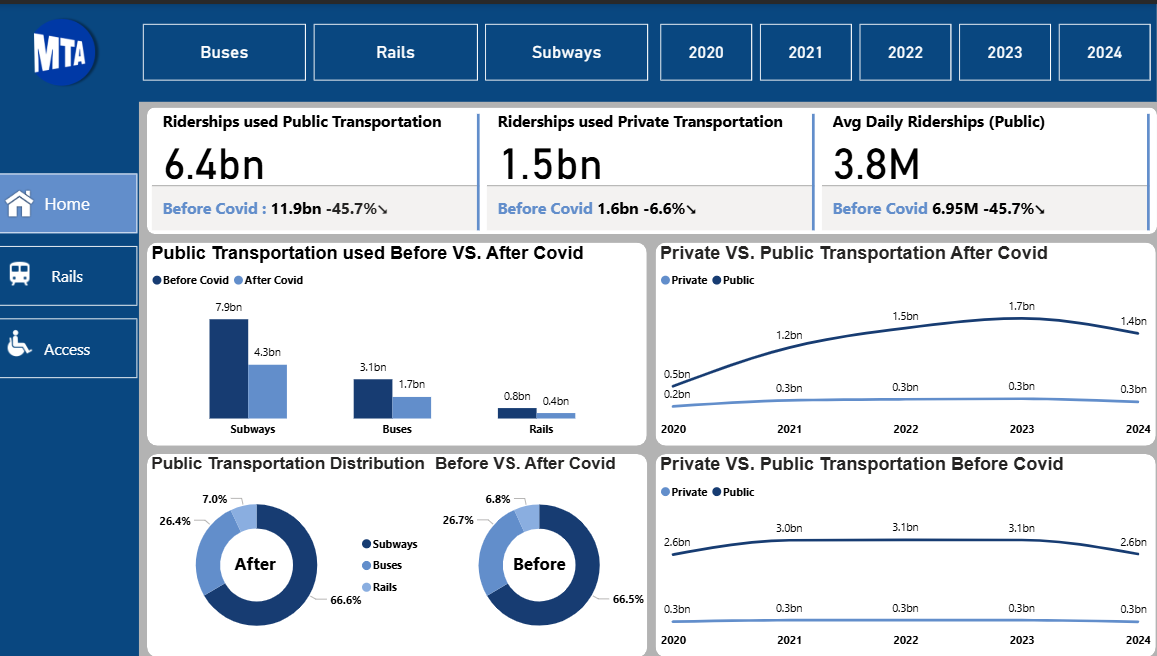 MTA
Buses
Rails
Subways
2020
2021
2022
2023
2024
Home
Rails
Access
Riderships used Public Transportation
6.4bn
Before Covid : 11.9bn -45.7%↘
Riderships used Private Transportation
1.5bn
Before Covid 1.6bn -6.6%↘
Avg Daily Riderships (Public)
3.8M
Before Covid 6.95M -45.7%↘
Public Transportation used Before VS. After Covid
Before Covid After Covid
7.9bn
4.3bn
3.1bn
1.7bn
0.8bn
0.4bn
Subways
Buses
Rails
Private VS. Public Transportation After Covid
Private Public
0.5bn
1.2bn
1.5bn
1.7bn
1.4bn
0.2bn
0.3bn
0.3bn
0.3bn
0.3bn
2020
2021
2022
2023
2024
Public Transportation Distribution Before VS. After Covid
7.0%
26.4%
After
66.6%
Subways
Buses
Rails
6.8%
26.7%
Before
66.5%
Private VS. Public Transportation Before Covid
Private Public
2.6bn
3.0bn
3.1bn
3.1bn
2.6bn
0.3bn
0.3bn
0.3bn
0.3bn
0.3bn
2020
2021
2022
2023
2024